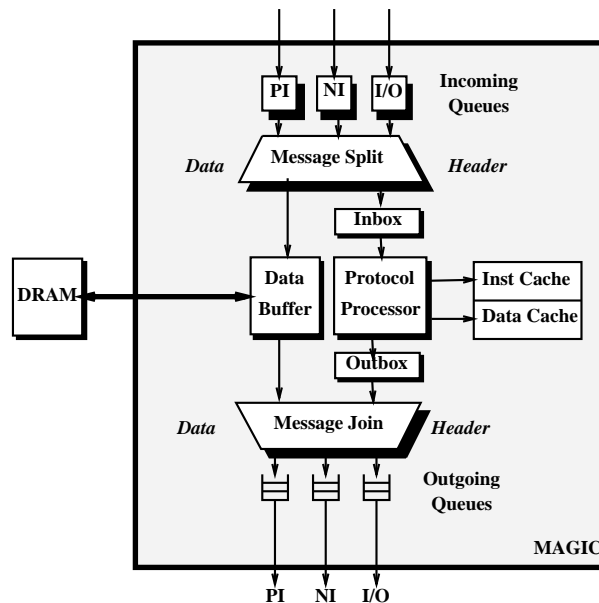 PI NI I/O
Incoming
Queues
Message Split
Data
Header
Inbox
DRAM
Data
Buffer
Protocol
Processor
Inst Cache
Data Cache
Outbox
Message Join
Data
Header
Outgoing
Queues
MAGIC
PI NI I/O